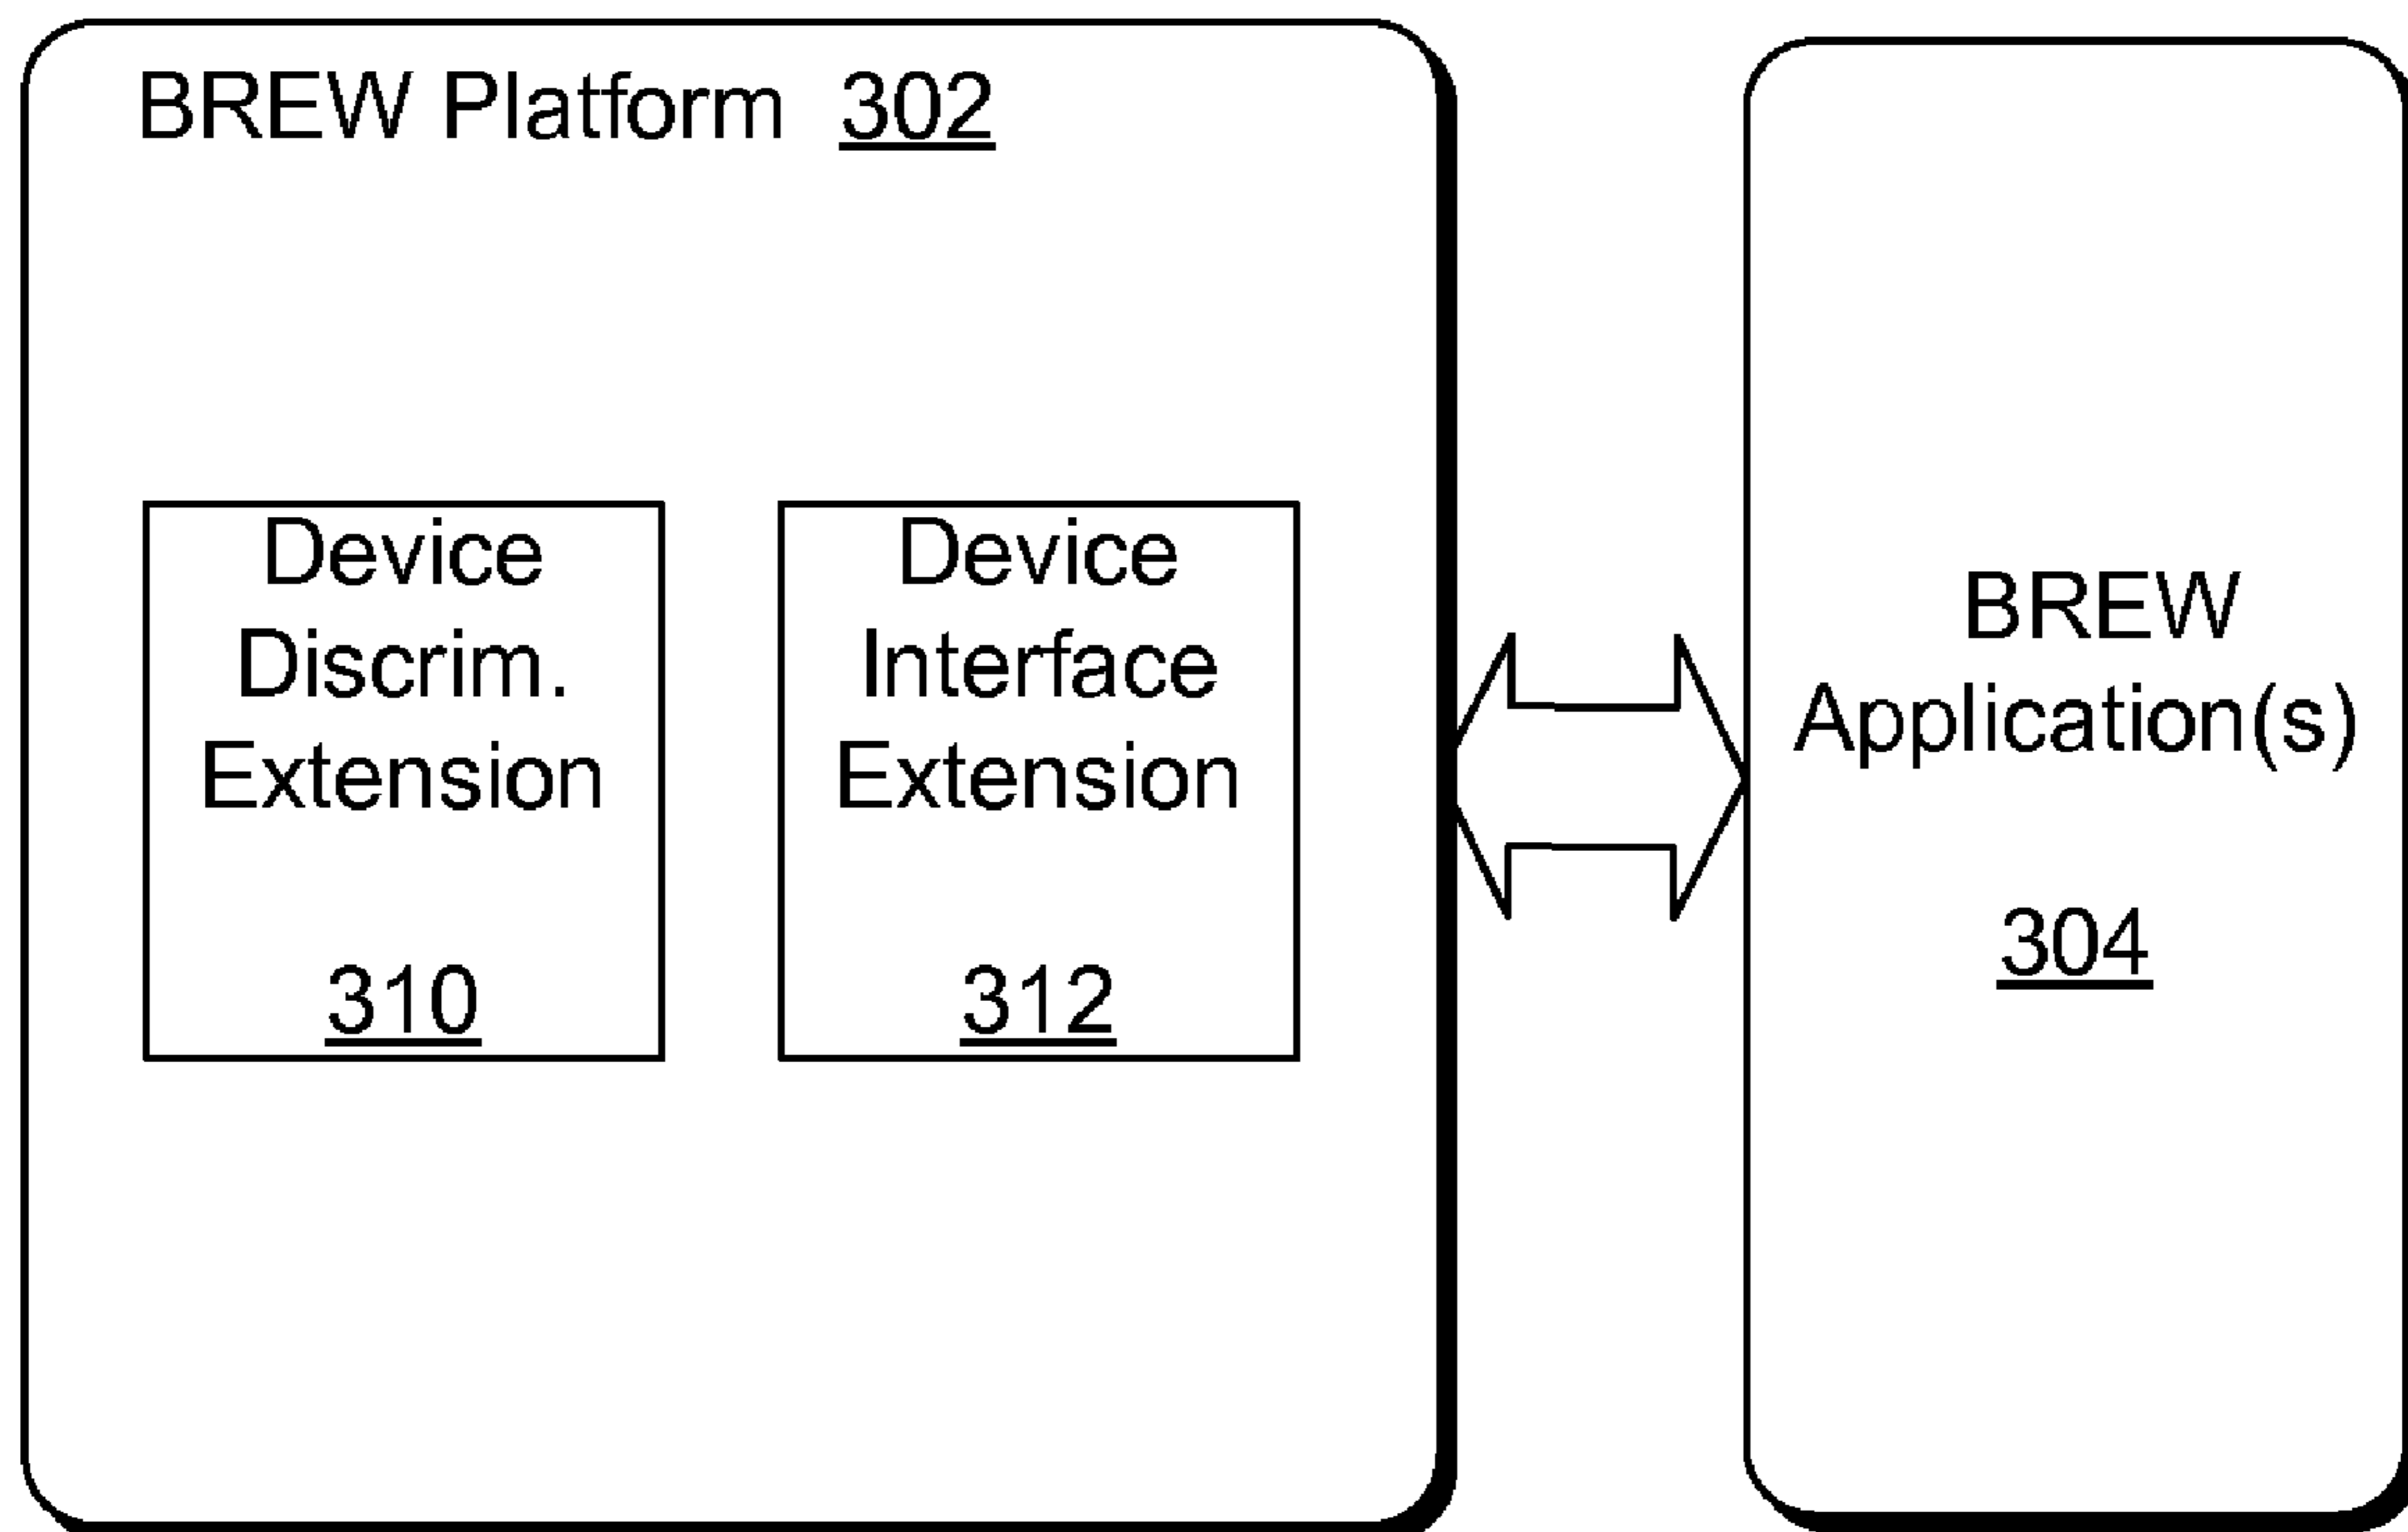 BREW Platform 302
Device
Discrim.
Extension
310
Device
Interface
Extension
312
BREW
Application(s)
304